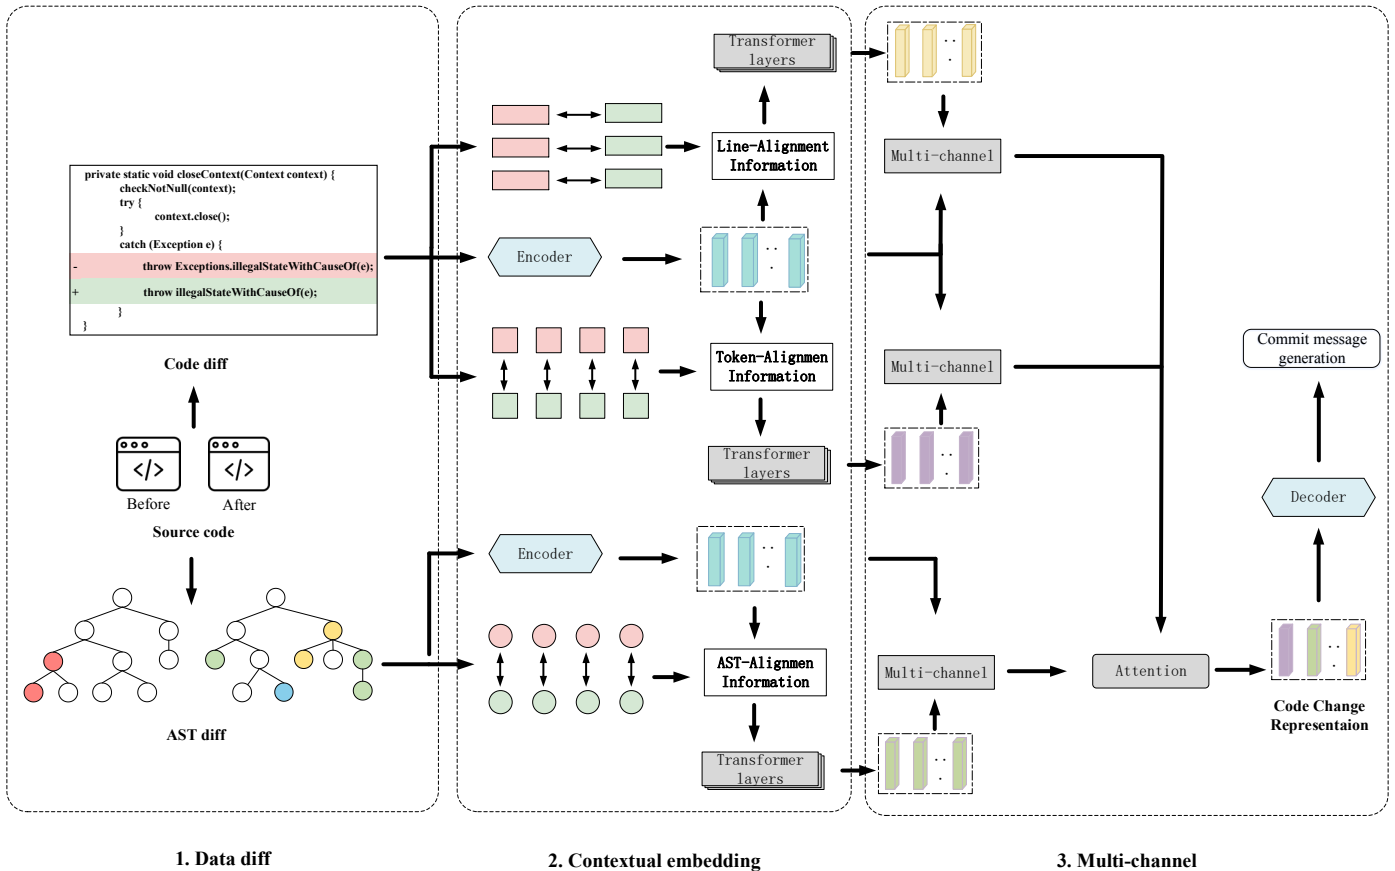 private static void closeContext(Context context) {
checkNotNull(context);
try {
context.close();
}
catch (Exception e) {
- throw Exceptions.illegalStateWithCauseOf(e);
+ throw illegalStateWithCauseOf(e);
}
}
Code diff
</>
</>
Before
After
Source code
AST diff
1. Data diff
Transformer
layers
Line-Alignment
Information
Encoder
Token-Alignmen
Information
Transformer
layers
Encoder
AST-Alignmen
Information
Transformer
layers
2. Contextual embedding
Multi-channel
Multi-channel
Multi-channel
Attention
Commit message
generation
Decoder
Code Change
Representaion
3. Multi-channel